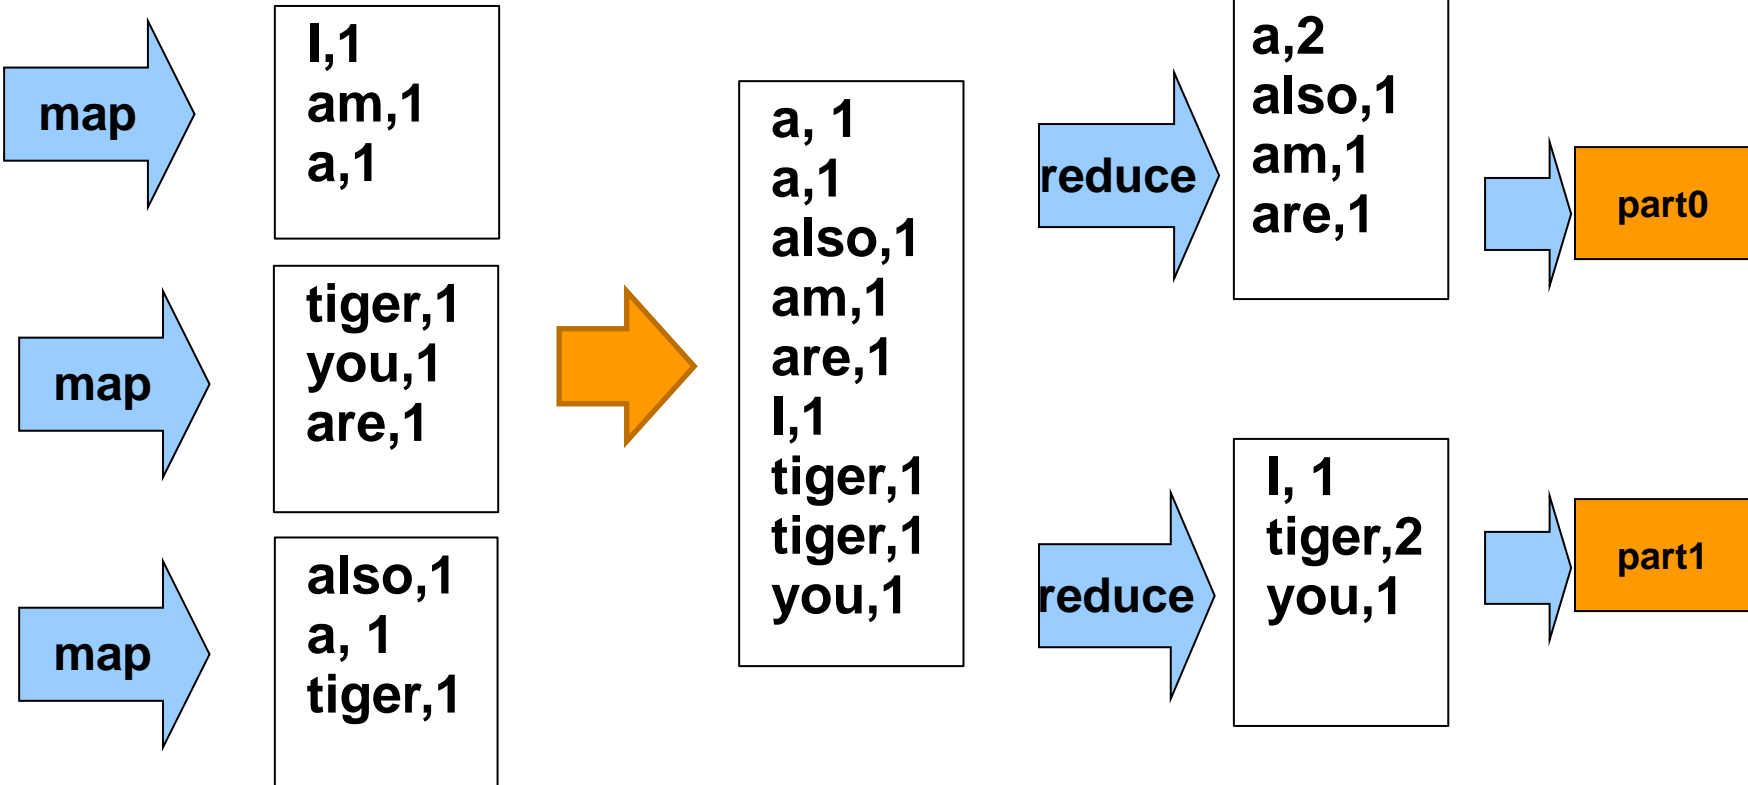 map
I,1
am,1
a,1
map
tiger,1
you,1
are,1
map
also,1
a, 1
tiger,1
a, 1
a,1
also,1
am,1
are,1
I,1
tiger,1
tiger,1
you,1
reduce
a,2
also,1
am,1
are,1
part0
reduce
I, 1
tiger,2
you,1
part1